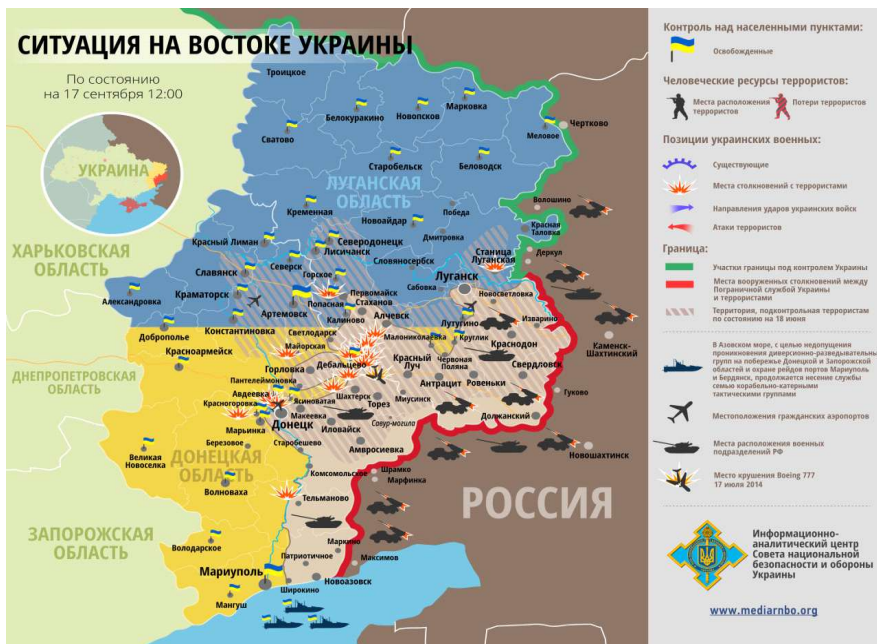 СИТУАЦИЯ НА ВОСТОКЕ УКРАИНЫ
По состоянию
на 17 сентября 12:00
УКРАИНА
ХАРЬКОВСКАЯ
ОБЛАСТЬ
ДНЕПРОПЕТРОВСКАЯ
ОБЛАСТЬ
ЗАПОРОЖСКАЯ
ОБЛАСТЬ
ЛУГАНСКАЯ
ОБЛАСТЬ
ДОНЕЦКАЯ
ОБЛАСТЬ
РОССИЯ
Троицкое
Белокуракино
Новопсков
Марковка
Меловое
Чертково
Сватово
Старобельск
Беловодск
Кременная
Новоайдар
Победа
Дмитровка
Волошино
Красная
Таловка
Деркул
Красный Лиман
Северодонецк
Лисичанск
Станица
Луганская
Славянск
Северск
Горское
Славяносербск
Луганск
Сабовка
Новосветловка
Краматорск
Александровка
Попасная
Первомайск
Стаханов
Артемовск
Калиново
Алчевск
Лутугино
Изварино
Константиновка
Светлодарск
Майорская
Малониколаевка
Круглик
Краснодон
Каменск-
Шахтинский
Доброполье
Красноармейск
Горловка
Дебальцево
Красный
Луч
Червоная
Поляна
Свердловск
Пантелеймоновка
Авдеевка
Красногоровка
Ясиноватая
Шахтерск
Торез
Миусинск
Антрацит
Ровеньки
Гуково
Макеевка
Донецк
Марьинка
Иловайск
Савур-могила
Должанский
Березовое
Старобешево
Амвросиевка
Новошахтинск
Великая
Новоселка
Волноваха
Комсомольское
Шрамко
Марфинка
Тельманово
Володарское
Маркино
Патриотичное
Максимов
Мариуполь
Новоазовск
Широкино
Мангуш
Контроль над населенными пунктами:
Освобожденные
Человеческие ресурсы террористов:
Места расположения
террористов
Потери террористов
Позиции украинских военных:
Существующие
Места столкновений с террористами
Направления ударов украинских войск
Атаки террористов
Граница:
Участки границы под контролем Украины
Места вооруженных столкновений между
Пограничной службой Украины
и террористами
Территория, подконтрольная террористам
по состоянию на 18 июня
В Азовском море, с целью недопущения
проникновения диверсионно-разведывательных
групп на побережье Донецкой и Запорожской
областей и охране рейдов портов Мариуполь
и Бердянск, продолжается несение службы
семью корабельно-катерными
тактическими группами
Местоположения гражданских аэропортов
Места расположения военных
подразделений РФ
Место крушения Boeing 777
17 июля 2014
Информационно-
аналитический центр
Совета национальной
безопасности и обороны
Украины
www.mediarnbo.org